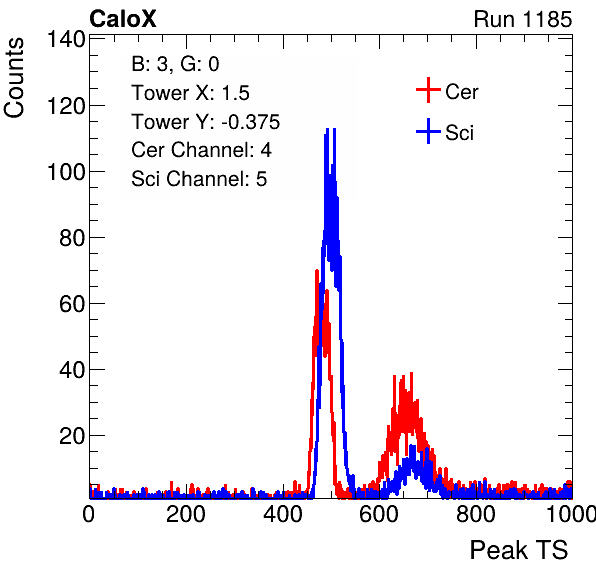 CaloX Run 1185
Counts
140
120
100
80
60
40
20
B: 3, G: 0
Tower X: 1.5
Tower Y: -0.375
Cer Channel: 4
Sci Channel: 5
Cer
Sci
0 200 400 600 800 1000
Peak TS